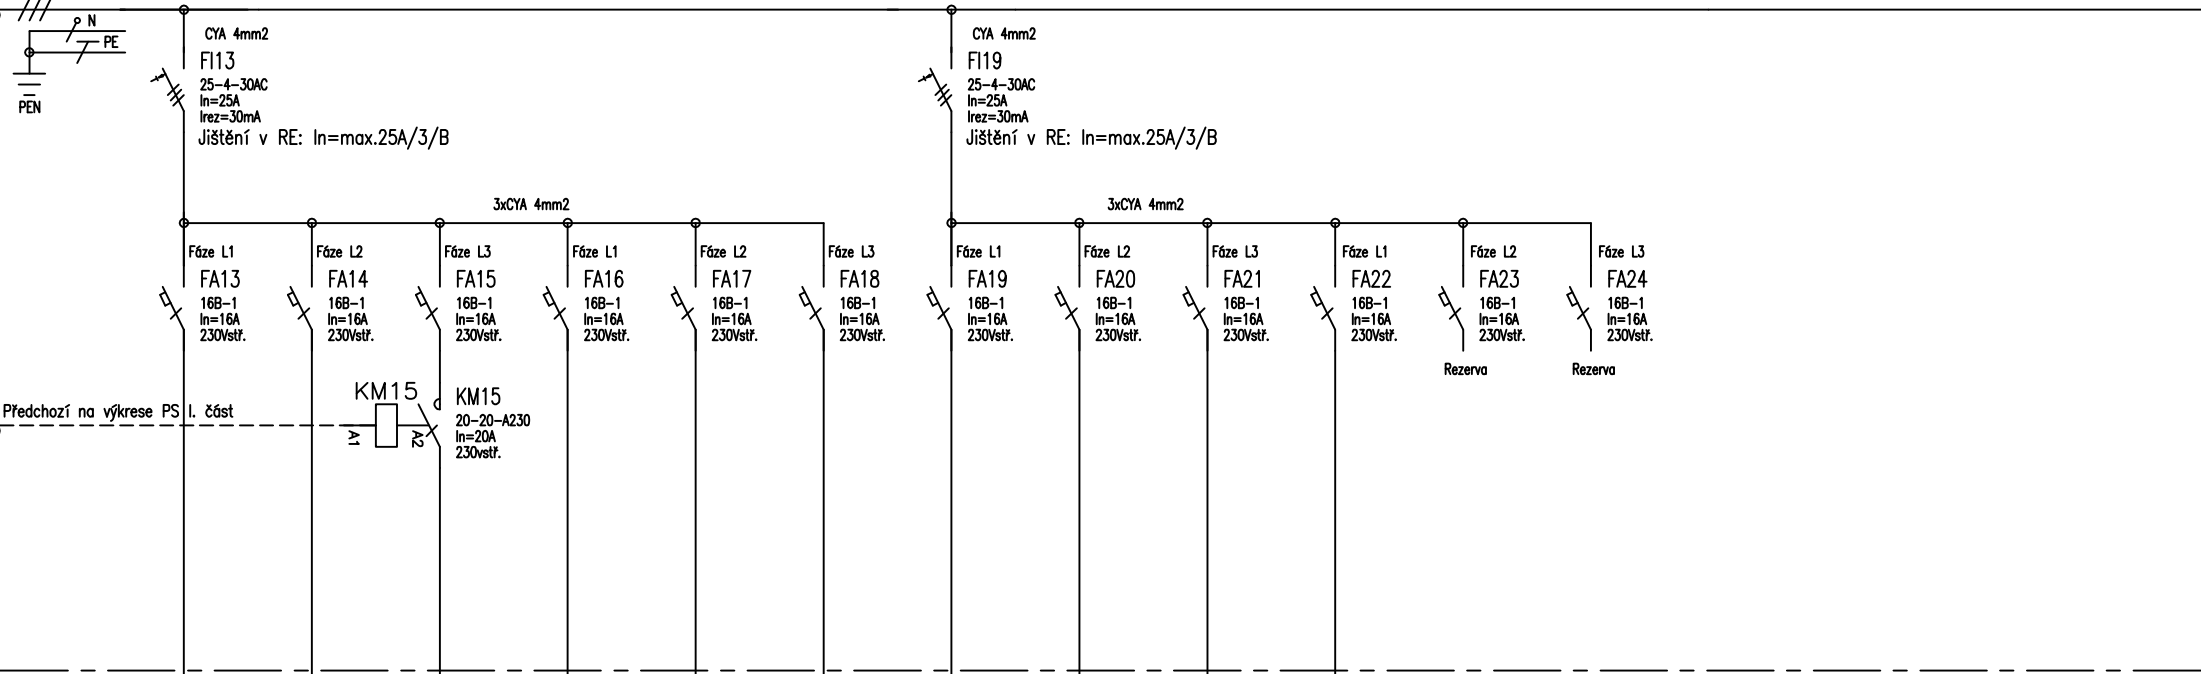 N
PE
PEN
CYA 4mm2
FI13
25-4-30AC
In=25A
Irez=30mA
Jištění v RE: In=max.25A/3/B
CYA 4mm2
FI19
25-4-30AC
In=25A
Irez=30mA
Jištění v RE: In=max.25A/3/B
3xCYA 4mm2
3xCYA 4mm2
Fáze L1
FA13
16B-1
In=16A
230Vstř.
Fáze L2
FA14
16B-1
In=16A
230Vstř.
Fáze L3
FA15
16B-1
In=16A
230Vstř.
Fáze L1
FA16
16B-1
In=16A
230Vstř.
Fáze L2
FA17
16B-1
In=16A
230Vstř.
Fáze L3
FA18
16B-1
In=16A
230Vstř.
Fáze L1
FA19
16B-1
In=16A
230Vstř.
Fáze L2
FA20
16B-1
In=16A
230Vstř.
Fáze L3
FA21
16B-1
In=16A
230Vstř.
Fáze L1
FA22
16B-1
In=16A
230Vstř.
Fáze L2
FA23
16B-1
In=16A
230Vstř.
Rezerva
Fáze L3
FA24
16B-1
In=16A
230Vstř.
Rezerva
Předchozí na výkrese PS I. část
KM15
A1
A2
KM15
20-20-A230
In=20A
230vstř.